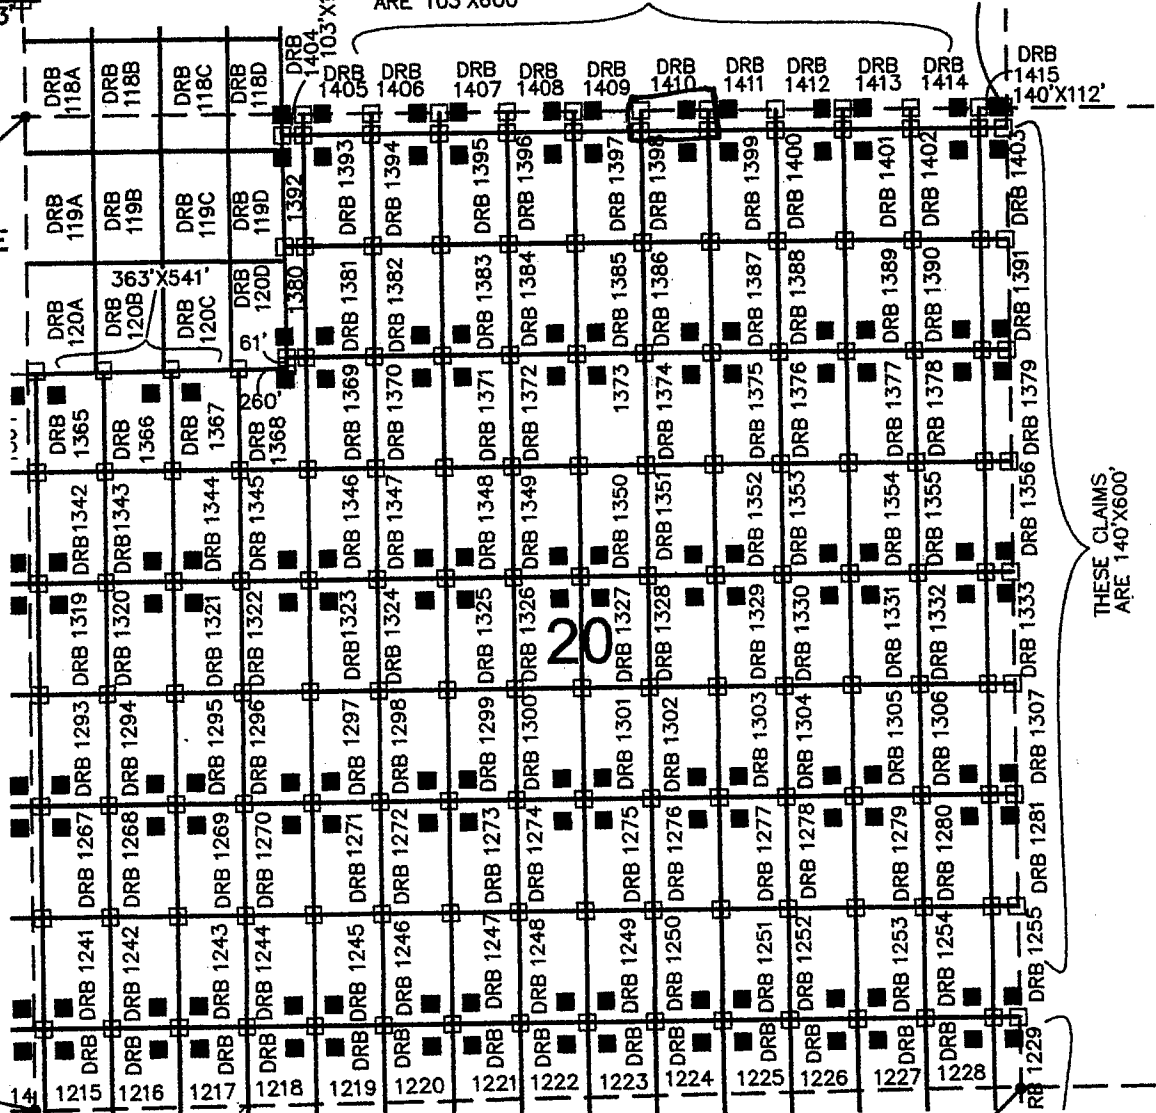 ARE 103'X600'
DRB 1404 103'X1
DRB 118A
DRB 118B
DRB 118C
DRB 118D
DRB 1405
DRB 1406
DRB 1407
DRB 1408
DRB 1409
DRB 1410
DRB 1411
DRB 1412
DRB 1413
DRB 1414
DRB 1415
140'X112'
DRB 119A
DRB 119B
DRB 119C
DRB 119D
1392
DRB 1393
DRB 1394
DRB 1395
DRB 1396
DRB 1397
DRB 1398
DRB 1399
DRB 1400
DRB 1401
DRB 1402
DRB 1403
363'X541'
DRB 120A
DRB 120B
DRB 120C
DRB 120D
1380
DRB 1381
DRB 1382
DRB 1383
DRB 1384
DRB 1385
DRB 1386
DRB 1387
DRB 1388
DRB 1389
DRB 1390
DRB 1391
61'
260'
DRB 1365
DRB 1366
DRB 1367
DRB 1368
DRB 1369
DRB 1370
DRB 1371
DRB 1372
1373
DRB 1374
DRB 1375
DRB 1376
DRB 1377
DRB 1378
DRB 1379
DRB1342
DRB1343
DRB 1344
DRB 1345
DRB 1346
DRB 1347
DRB 1348
DRB 1349
DRB 1350
DRB 1351
DRB 1352
DRB 1353
DRB 1354
DRB 1355
DRB 1356
THESE CLAIMS
ARE 140'X600'
DRB 1319
DRB 1320
DRB 1321
DRB 1322
DRB1323
DRB 1324
DRB 1325
DRB 1326
DRB 1327
DRB 1328
DRB 1329
DRB 1330
DRB 1331
DRB 1332
DRB 1333
20
DRB 1293
DRB 1294
DRB 1295
DRB 1296
DRB 1297
DRB 1298
DRB 1299
DRB 1300
DRB 1301
DRB 1302
DRB 1303
DRB 1304
DRB 1305
DRB 1306
DRB 1307
DRB 1267
DRB 1268
DRB 1269
DRB 1270
DRB 1271
DRB 1272
DRB 1273
DRB 1274
DRB 1275
DRB 1276
DRB 1277
DRB 1278
DRB 1279
DRB 1280
DRB 1281
DRB 1241
DRB 1242
DRB 1243
DRB 1244
DRB 1245
DRB 1246
DRB 1247
DRB 1248
DRB 1249
DRB 1250
DRB 1251
DRB 1252
DRB 1253
DRB 1254
DRB 1255
14
DRB 1215
DRB 1216
DRB 1217
DRB 1218
DRB 1219
DRB 1220
DRB 1221
DRB 1222
DRB 1223
DRB 1224
DRB 1225
DRB 1226
DRB 1227
DRB 1228
RB 1229